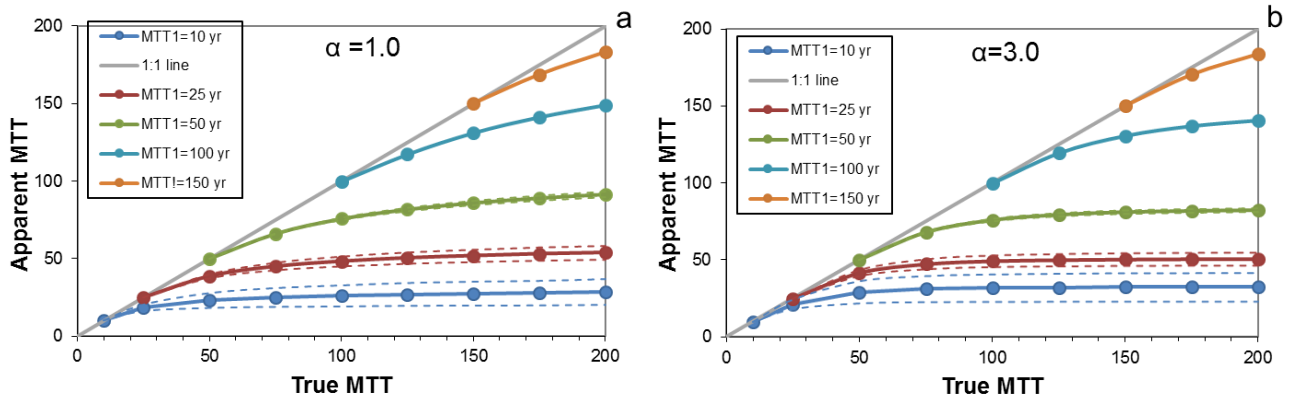 a
α =1.0
MTT1=10 yr
1:1 line
MTT1=25 yr
MTT1=50 yr
MTT1=100 yr
MTT!=150 yr
Apparent MTT
200
150
100
50
0
0 50 100 150 200
True MTT
b
α=3.0
MTT1=10 yr
1:1 line
MTT1=25 yr
MTT1=50 yr
MTT1=100 yr
MTT1=150 yr
Apparent MTT
200
150
100
50
0
0 50 100 150 200
True MTT